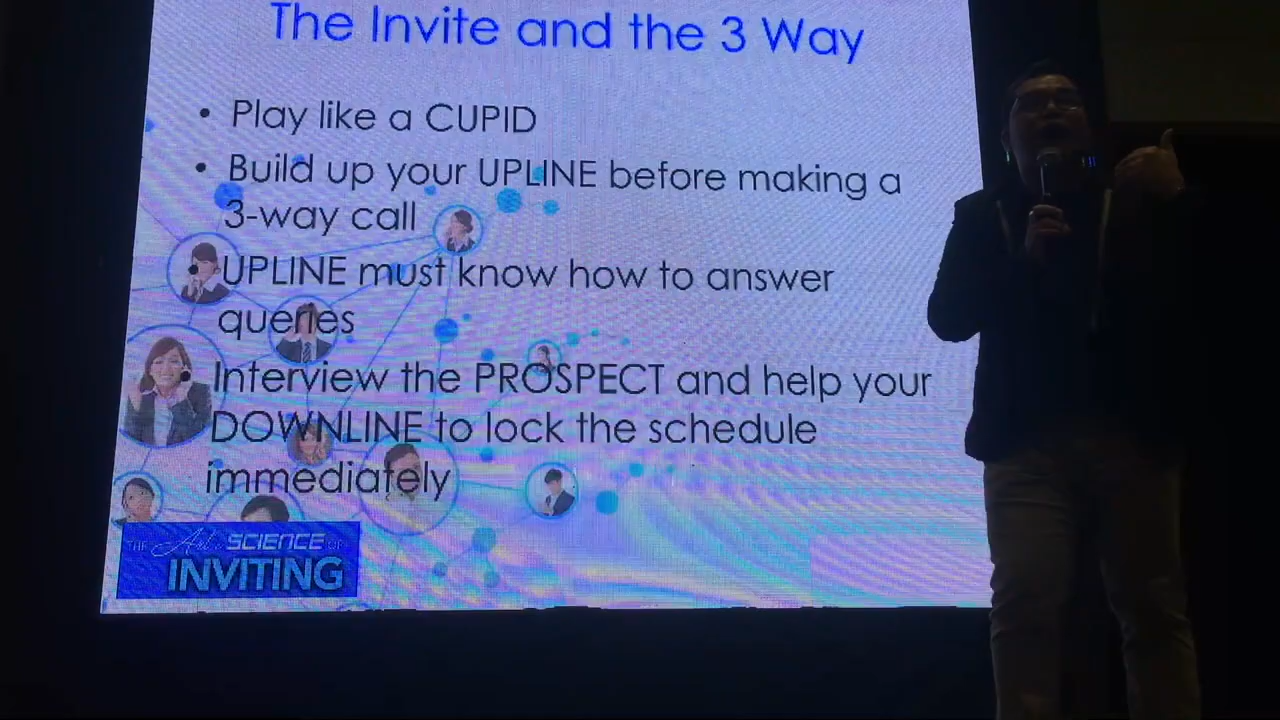 The Invite and the 3 Way
• Play like a CUPID
• Build up your UPLINE before making a
3-way call
• UPLINE must know how to answer
queries
• Interview the PROSPECT and help your
DOWNLINE to lock the schedule
immediately
THE Art & SCIENCE OF
INVITING